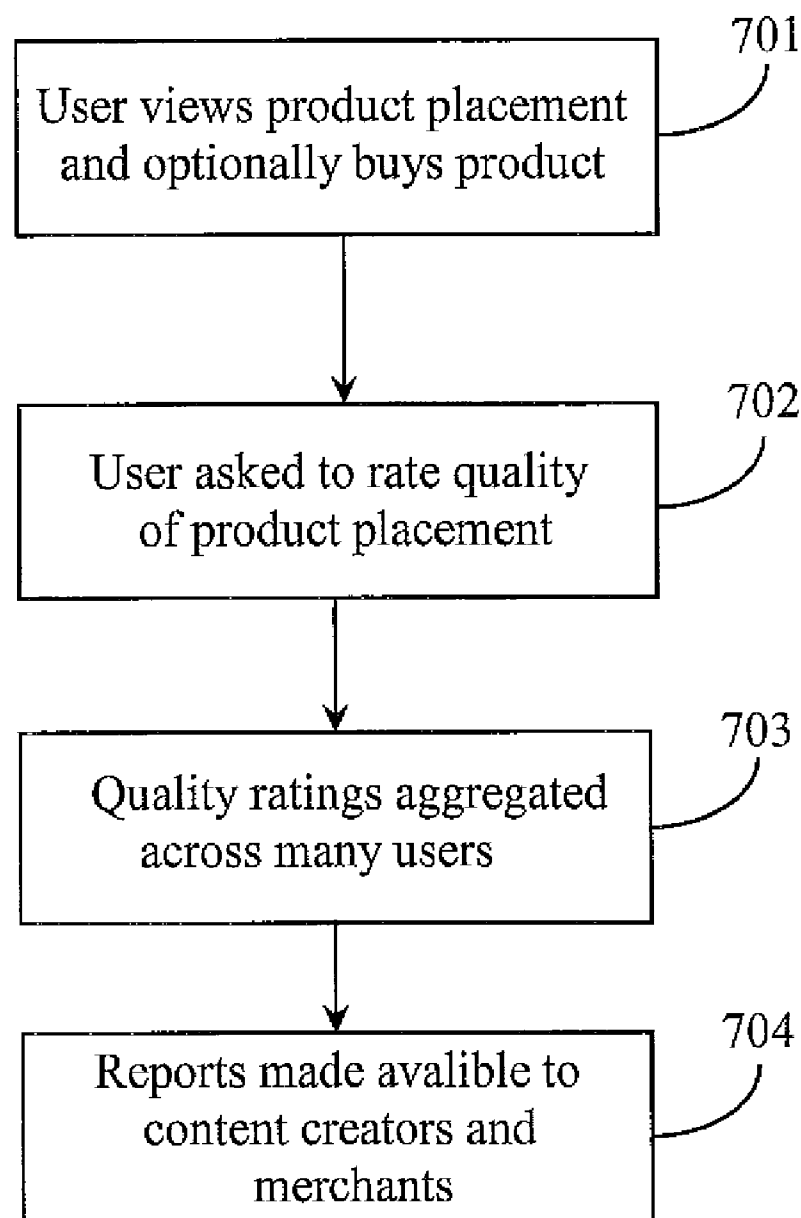 701
User views product placement
and optionally buys product
702
User asked to rate quality
of product placement
703
Quality ratings aggregated
across many users
704
Reports made avalible to
content creators and
merchants